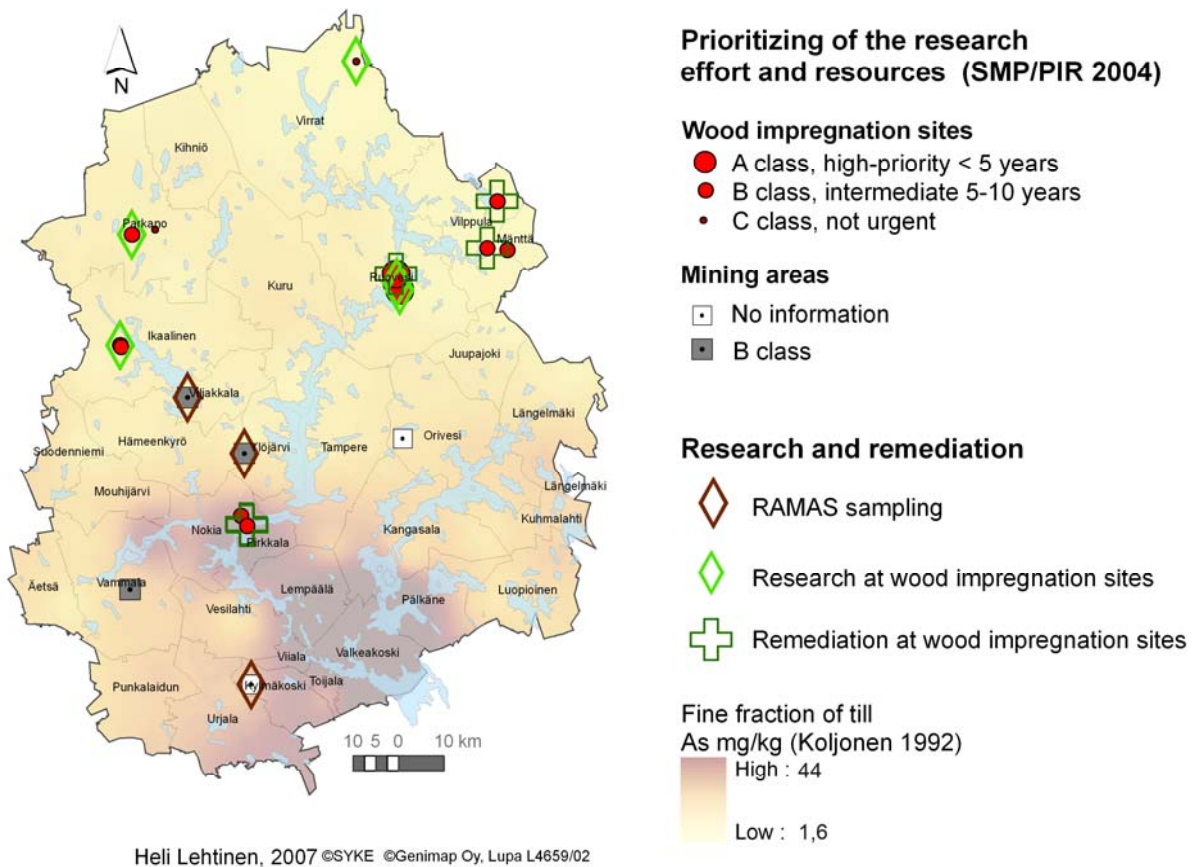 N
Virrat
Kihniö
Vilppula
Mänttä
Parkano
Ruovesi
Kuru
Ikaalinen
Juupajoki
Viljakkala
Längelmäki
Hämeenkyrö
Ylöjärvi
Tampere
Orivesi
Suodenniemi
Mouhijärvi
Längelmäki
Kuhmalahti
Nokia
Kangasala
Pirkkala
Äetsä
Vammala
Lempäälä
Pälkäne
Luopioinen
Vesilahti
Viiala
Valkeakoski
Punkalaidun
Kylmäkoski
Toijala
Urjala
10 5 0 10 km
Heli Lehtinen, 2007 ©SYKE ©Genimap Oy, Lupa L4659/02
Prioritizing of the research
effort and resources (SMP/PIR 2004)
Wood impregnation sites
A class, high-priority < 5 years
B class, intermediate 5-10 years
C class, not urgent
Mining areas
No information
B class
Research and remediation
RAMAS sampling
Research at wood impregnation sites
Remediation at wood impregnation sites
Fine fraction of till
As mg/kg (Koljonen 1992)
High : 44
Low : 1,6